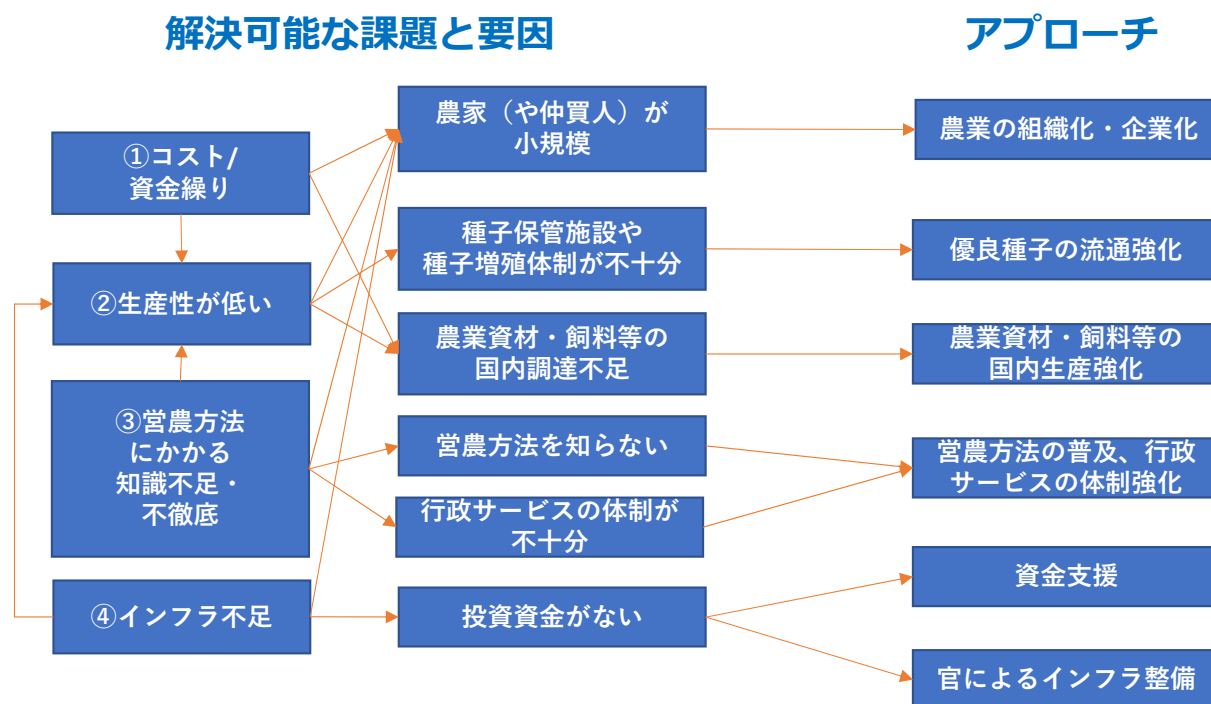 解決可能な課題と要因
アプローチ
①コスト/
資金繰り
②生産性が低い
③営農方法
にかかる
知識不足・
不徹底
④インフラ不足
農家（や仲買人）が
小規模
種子保管施設や
種子増殖体制が不十分
農業資材・飼料等の
国内調達不足
営農方法を知らない
行政サービスの体制が
不十分
投資資金がない
農業の組織化・企業化
優良種子の流通強化
農業資材・飼料等の
国内生産強化
営農方法の普及、行政
サービスの体制強化
資金支援
官によるインフラ整備